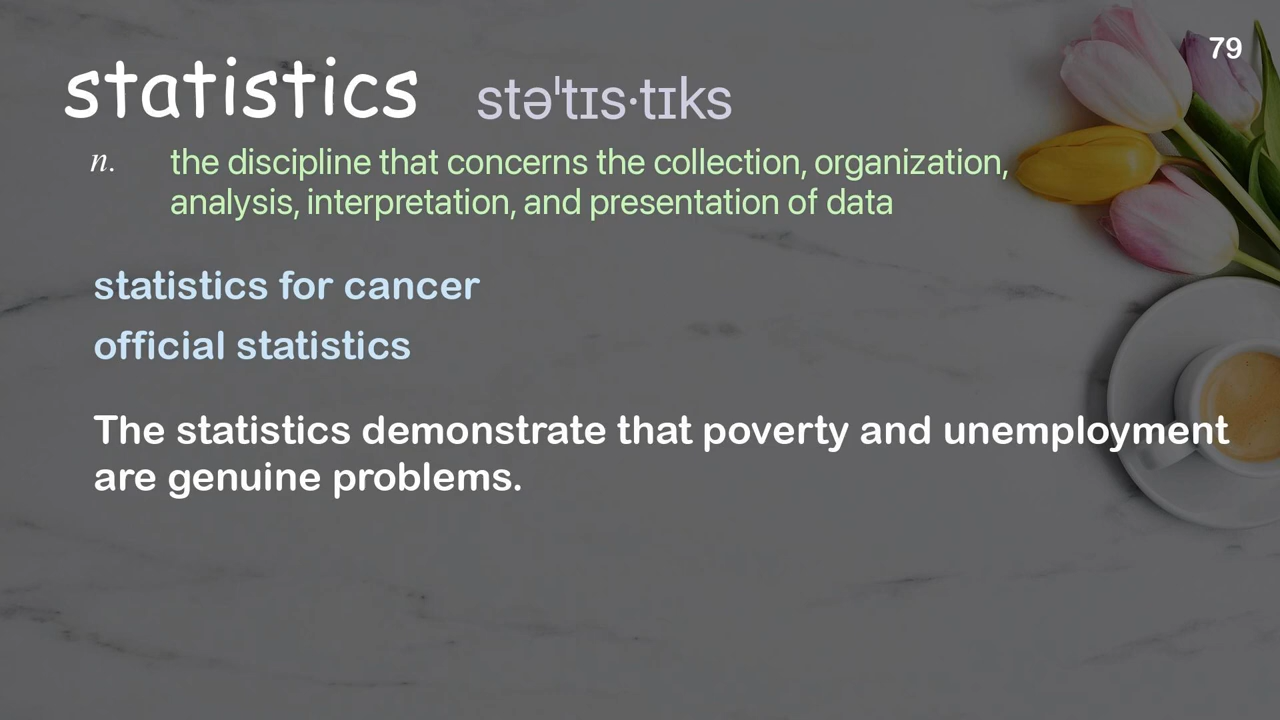 79
statistics stəˈtɪs·tɪks
n. the discipline that concerns the collection, organization,
analysis, interpretation, and presentation of data
statistics for cancer
official statistics
The statistics demonstrate that poverty and unemployment
are genuine problems.